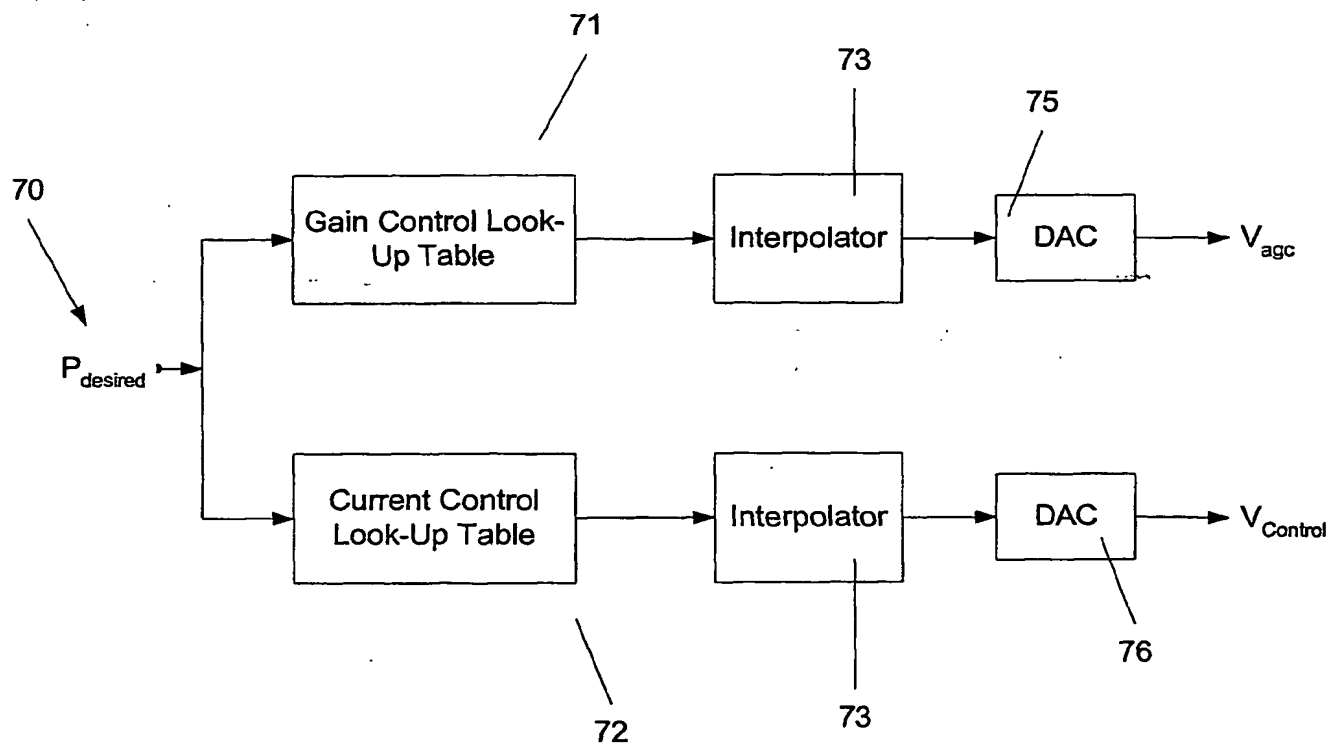 71
73
75
70
Gain Control Look-
Up Table
Interpolator
DAC
V_agc
P_desired
Current Control
Look-Up Table
Interpolator
DAC
V_Control
76
73
72